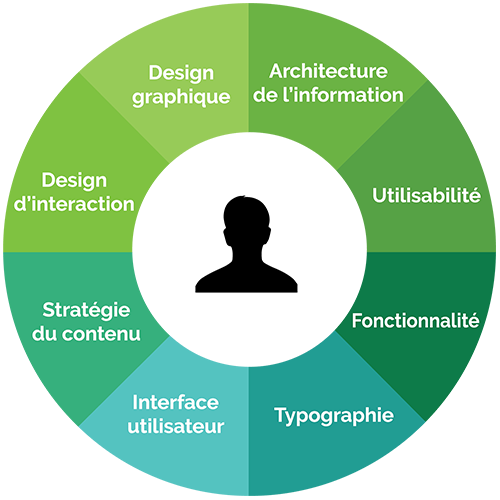 Design
graphique
Architecture
de l'information
Utilisabilité
Fonctionnalité
Typographie
Interface
utilisateur
Stratégie
du contenu
Design
d'interaction